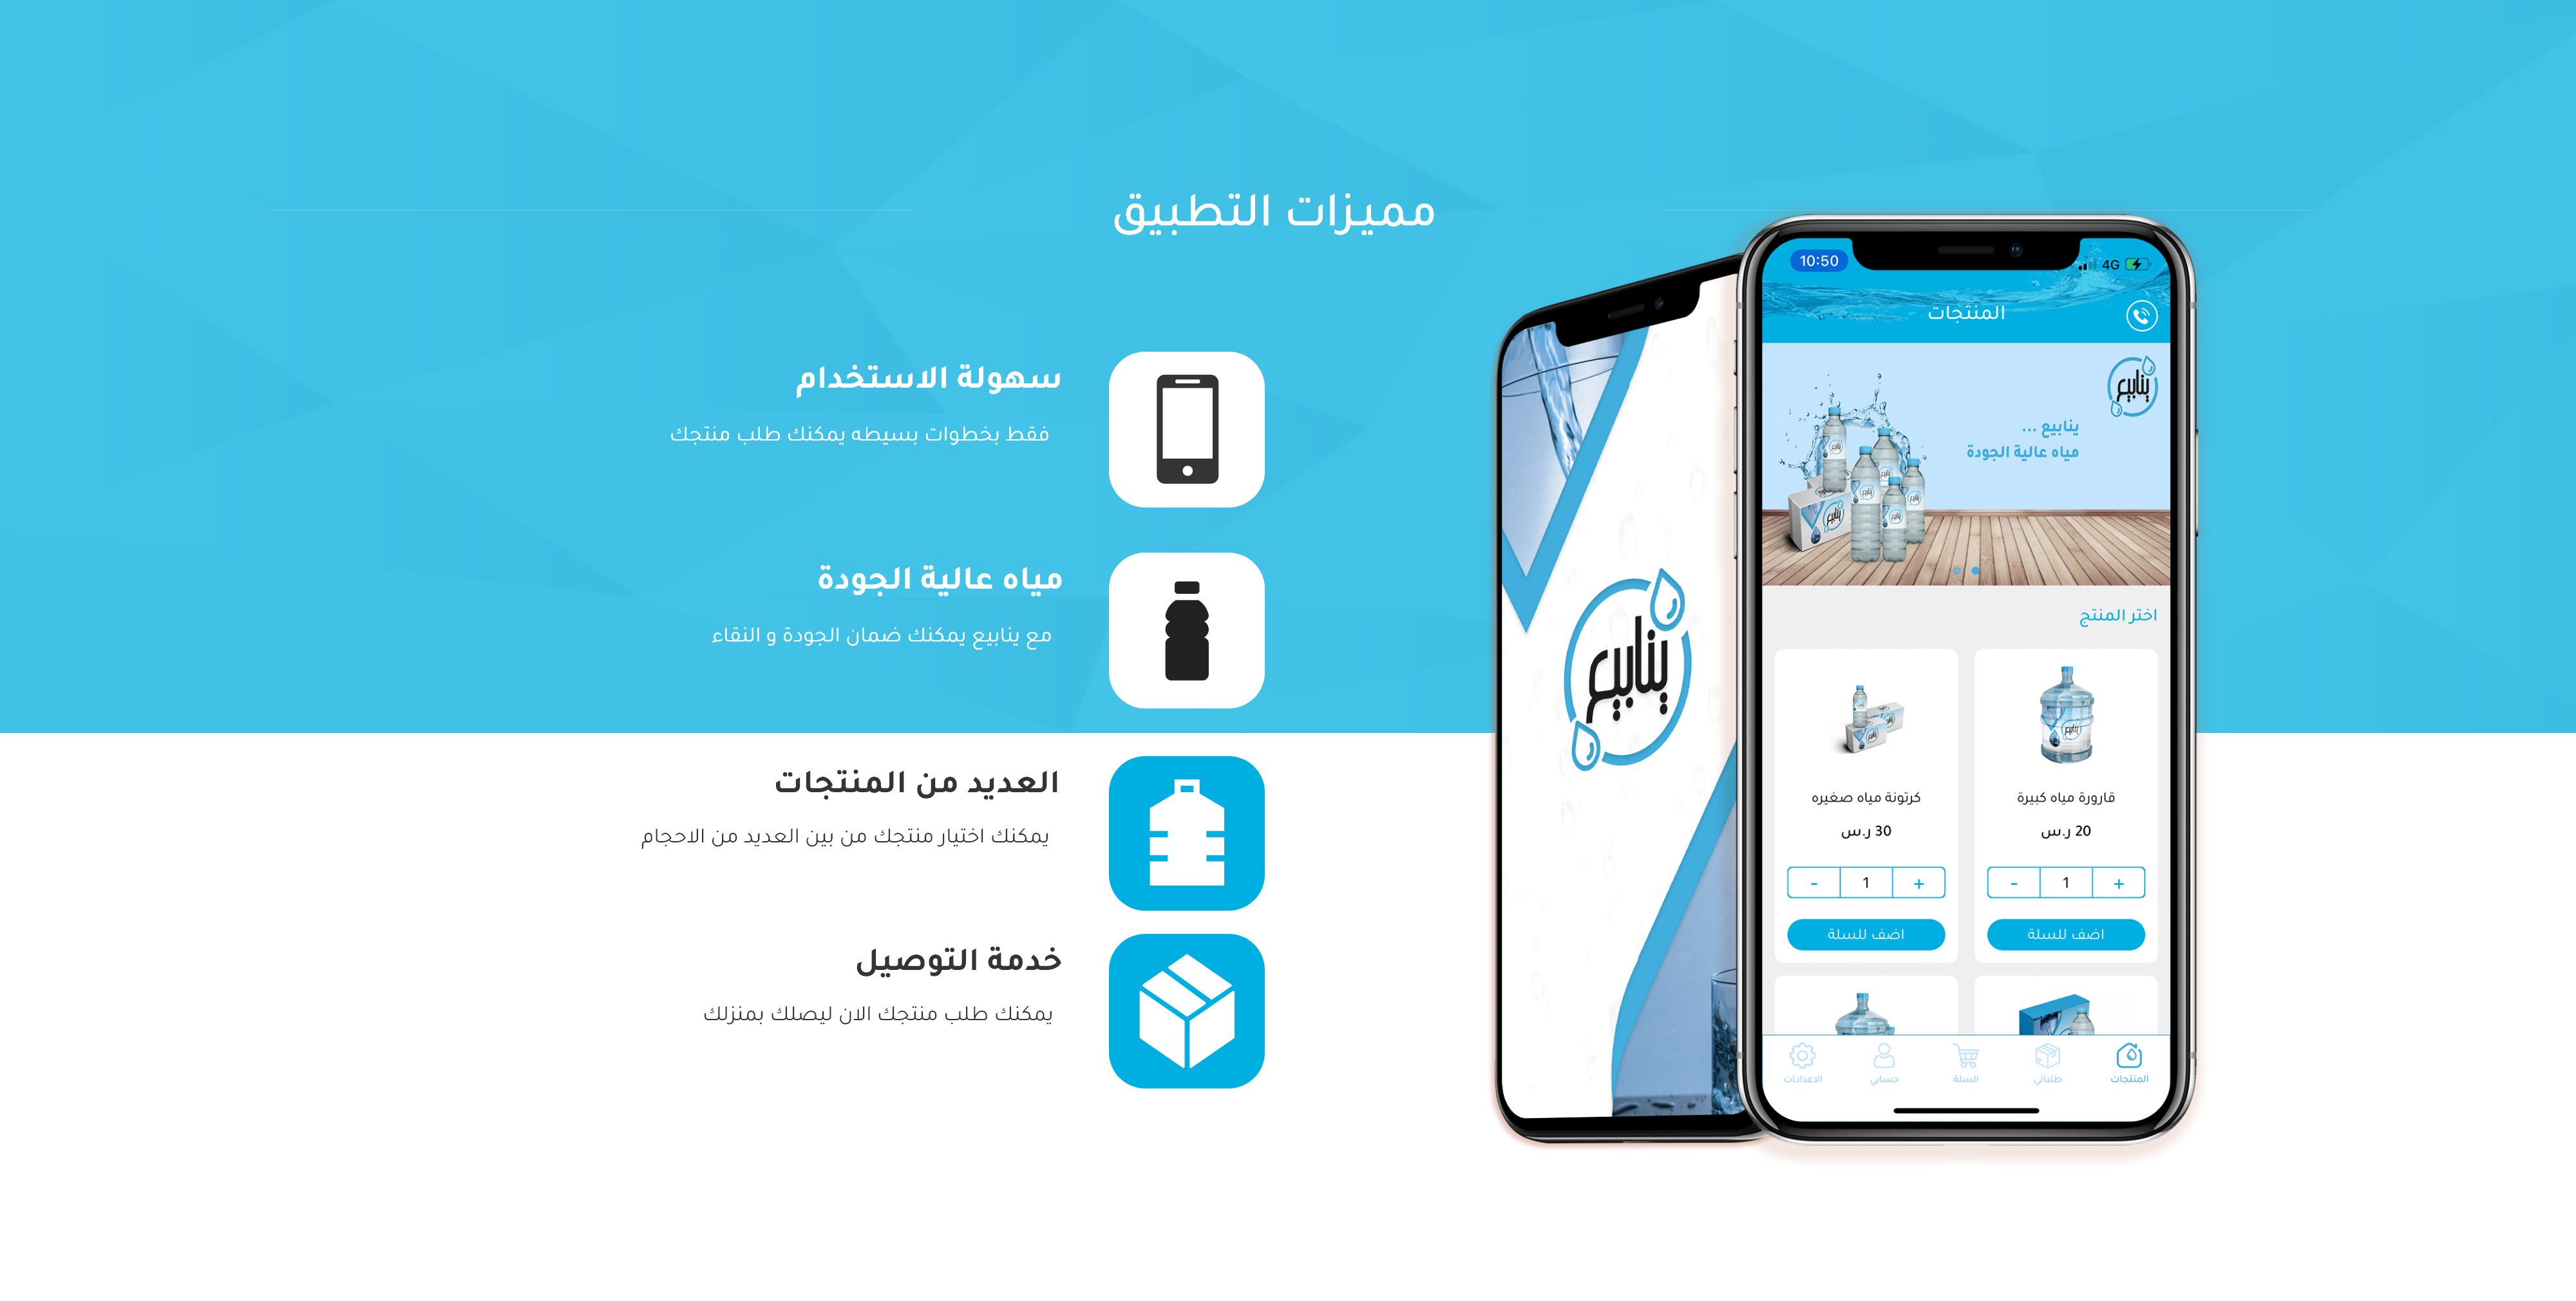 مميزات التطبيق
سهولة الاستخدام
فقط بخطوات بسيطه يمكنك طلب منتجك
مياه عالية الجودة
مع ينابيع يمكنك ضمان الجودة و النقاء
العديد من المنتجات
يمكنك اختيار منتجك من بين العديد من الاحجام
خدمة التوصيل
يمكنك طلب منتجك الان ليصلك بمنزلك
ينابيع
10:50
4G
المنتجات
ينابيع
ينابيع ...
مياه عالية الجودة
اختر المنتج
قارورة مياه كبيرة
20 ر.س
+ 1 -
اضف للسلة
كرتونة مياه صغيره
30 ر.س
+ 1 -
اضف للسلة
المنتجات
طلباتي
السلة
حسابي
الاعدادات